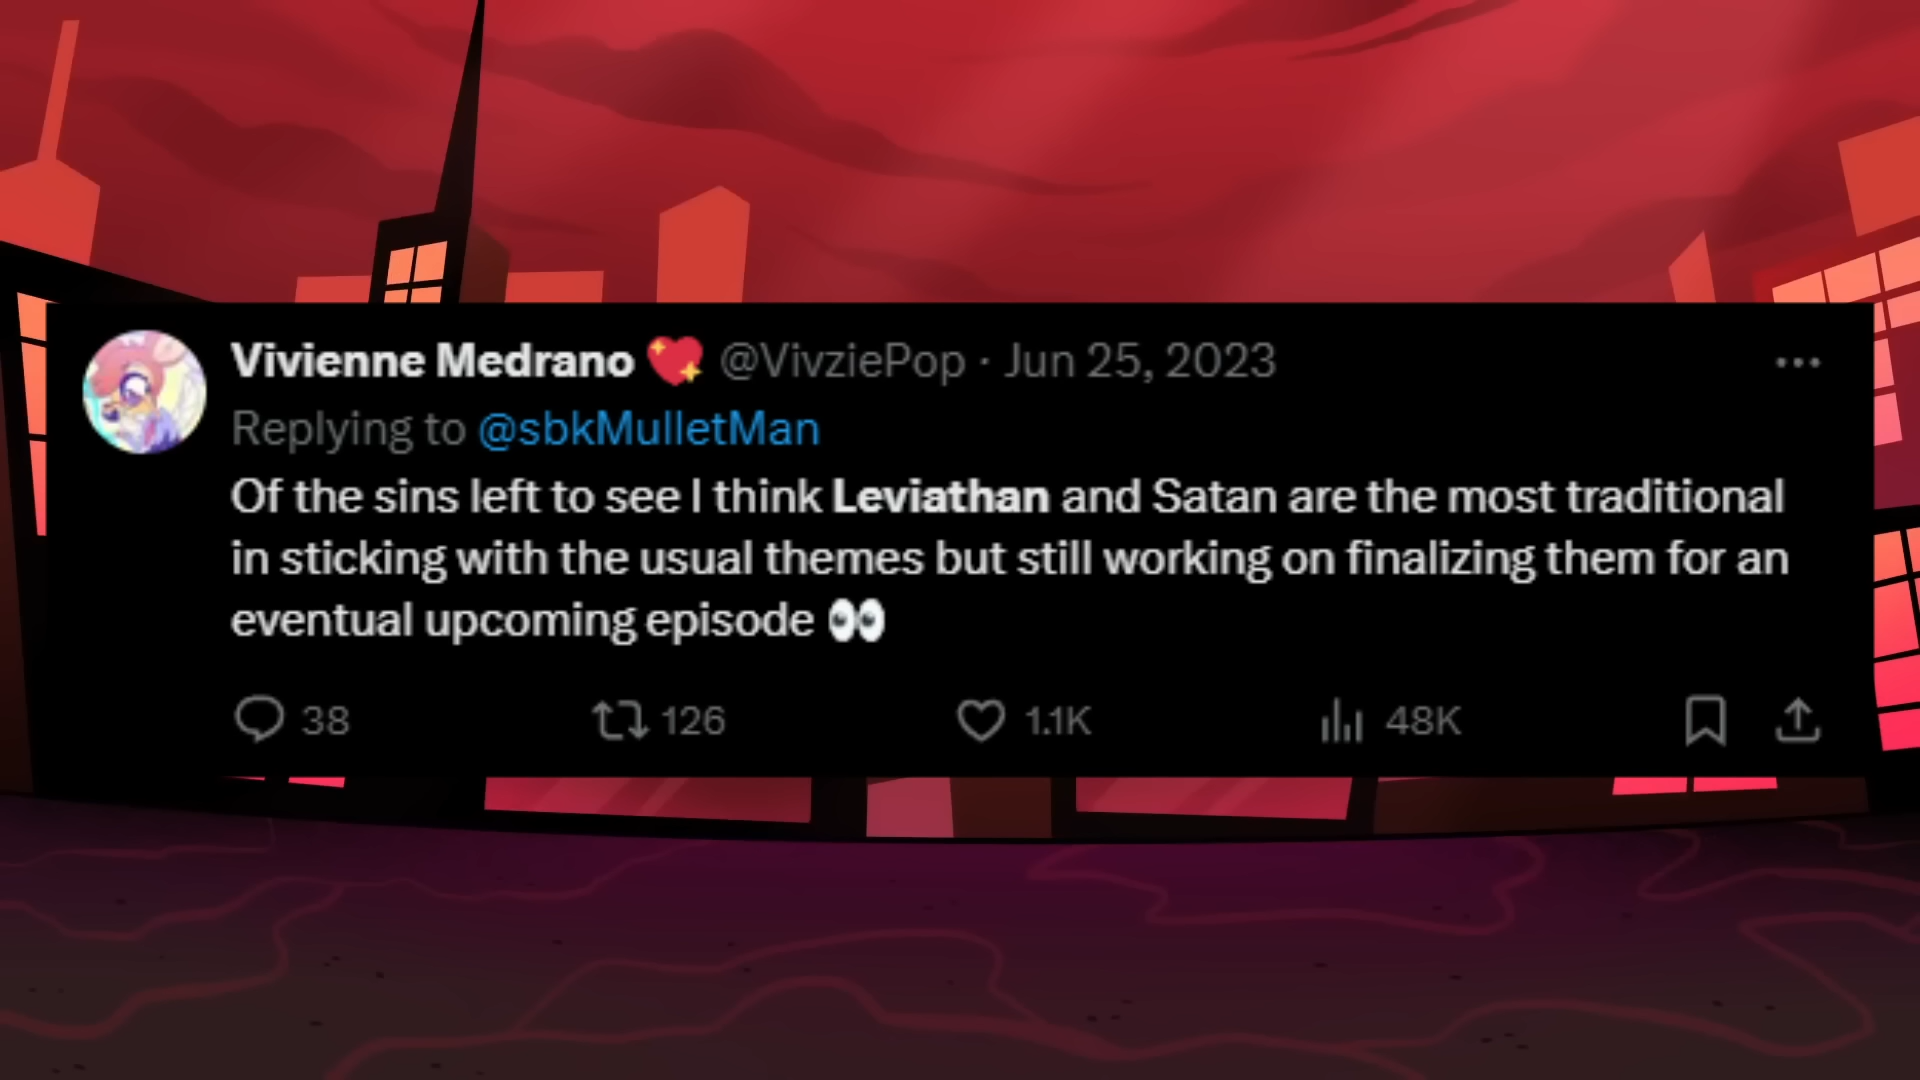 Vivienne Medrano 💖 @VivziePop · Jun 25, 2023
Replying to @sbkMulletMan
Of the sins left to see I think Leviathan and Satan are the most traditional
in sticking with the usual themes but still working on finalizing them for an
eventual upcoming episode 👀
38 126 1.1K 48K